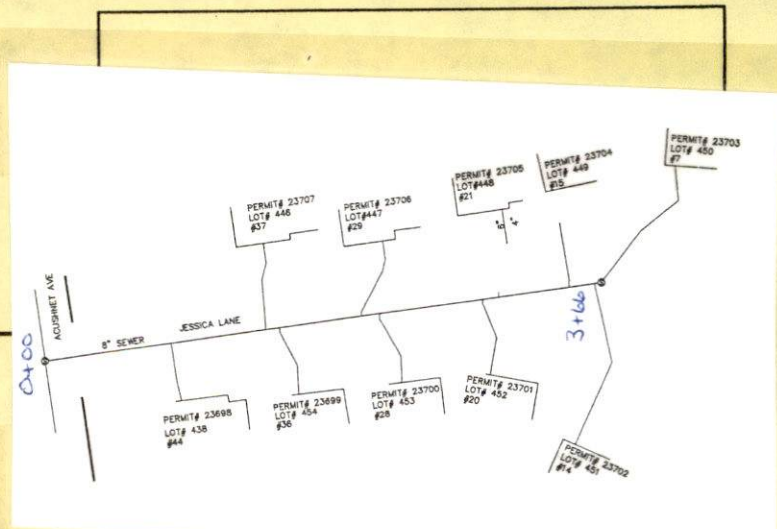 PERMIT# 23707
LOT# 446
#37
PERMIT# 23706
LOT#447
#29
PERMIT# 23705
LOT#448
#21
PERMIT# 23704
LOT# 449
#15
PERMIT# 23703
LOT# 450
#7
ACUSHNET AVE
0+00
8" SEWER
JESSICA LANE
3+66
PERMIT# 23698
LOT# 438
#44
PERMIT# 23699
LOT# 454
#36
PERMIT# 23700
LOT# 453
#28
PERMIT# 23701
LOT# 452
#20
PERMIT# 23702
LOT# 451
#14